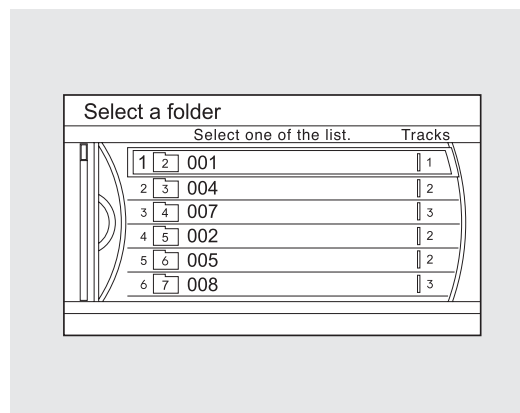 Select a folder
Select one of the list. Tracks
1 2 001 1
2 3 004 2
3 4 007 3
4 5 002 2
5 6 005 2
6 7 008 3